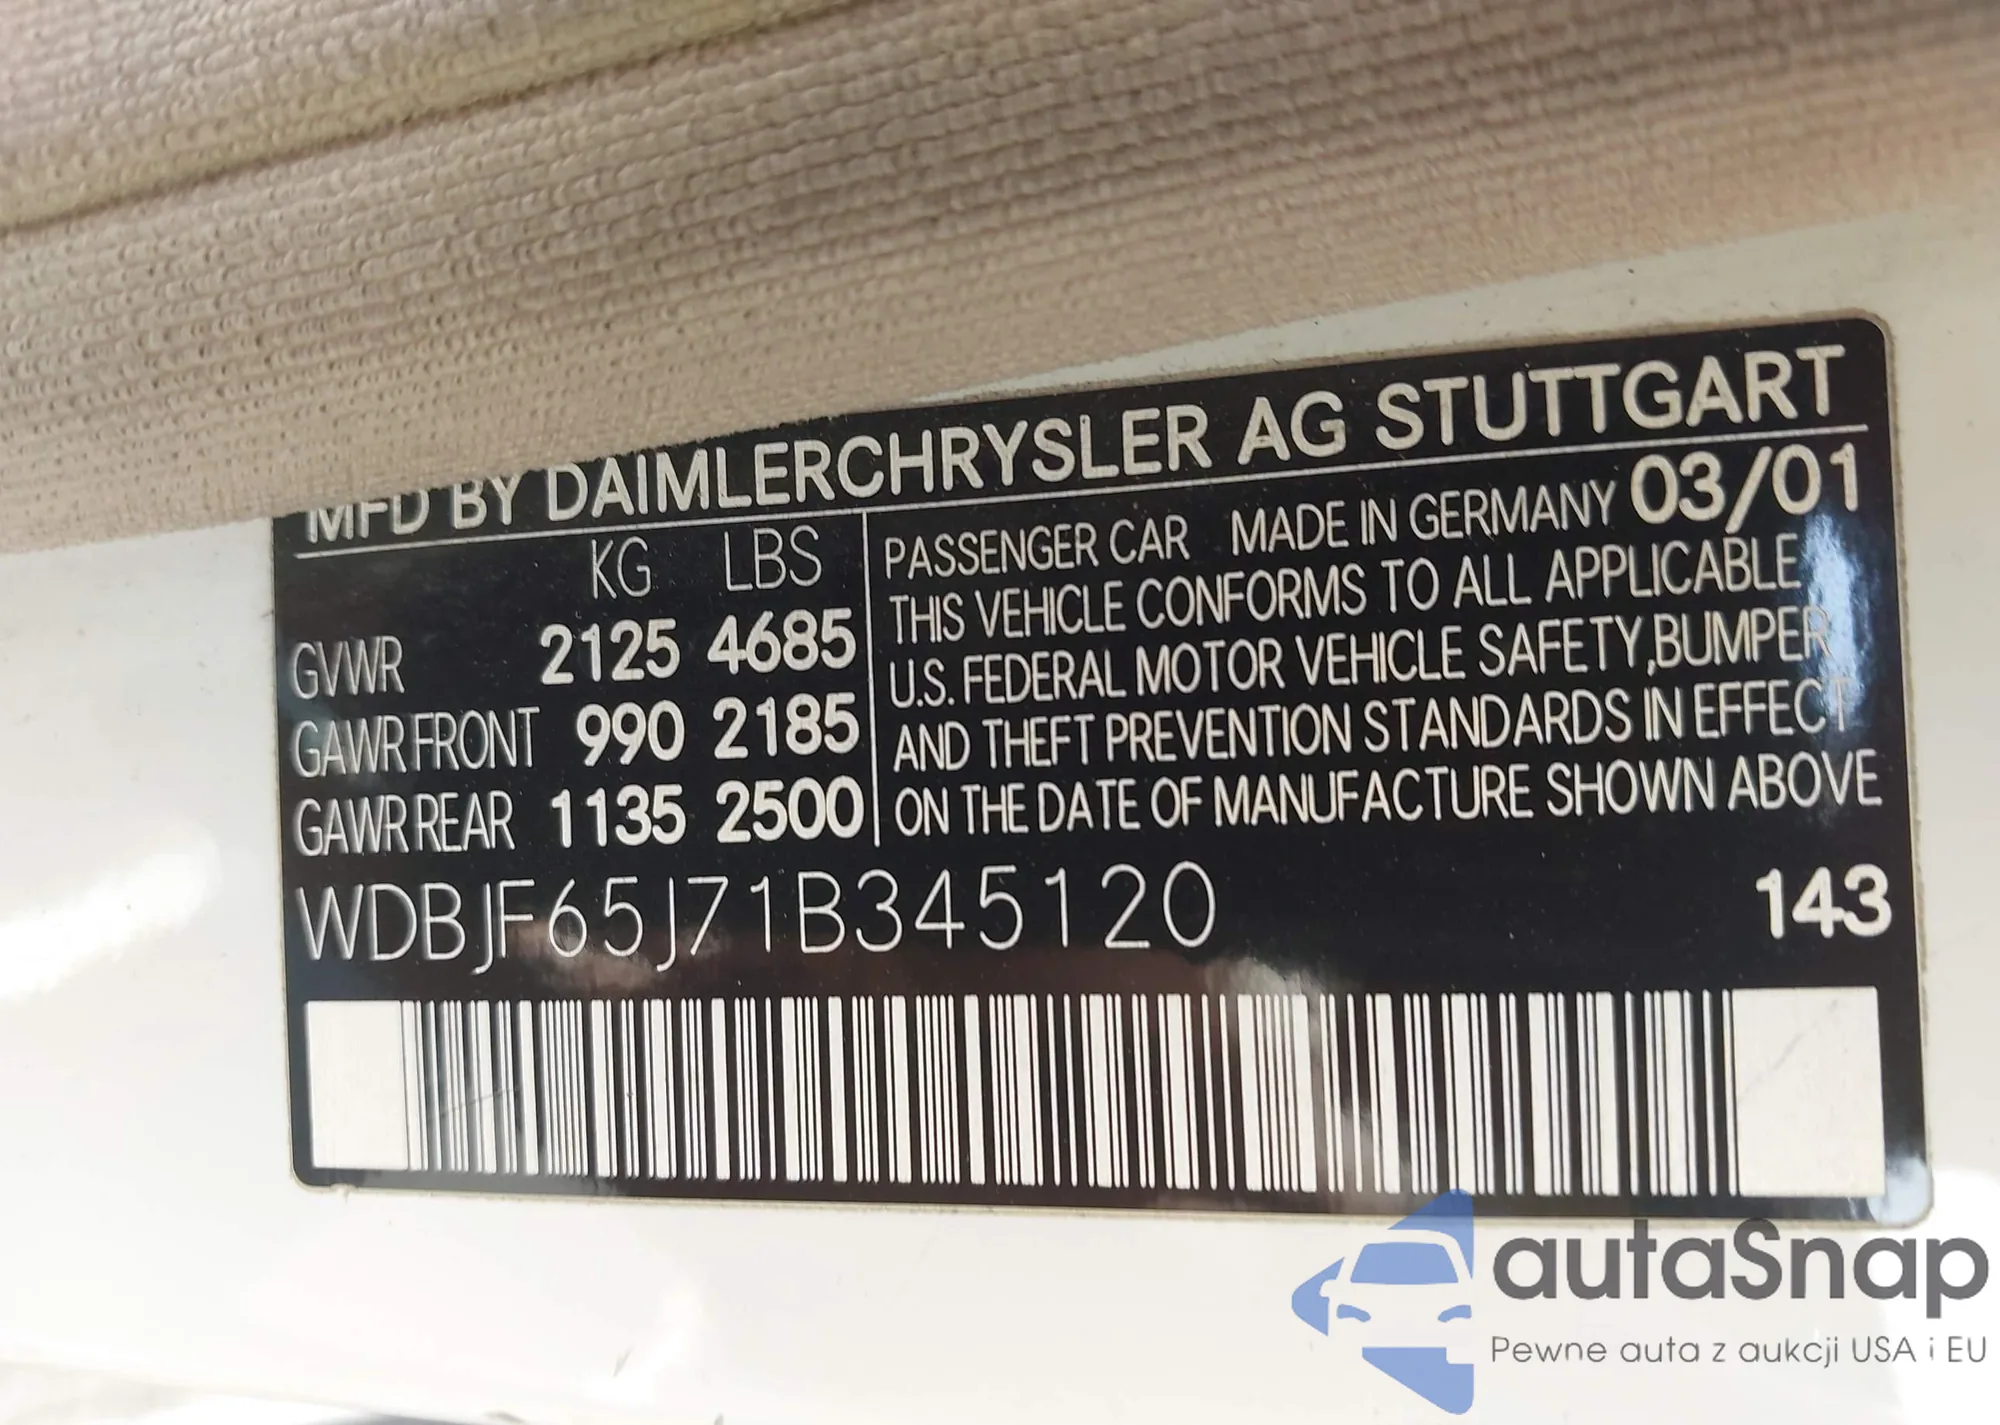 MFD BY DAIMLERCHRYSLER AG STUTTGART
KG LBS
GVWR 2125 4685
GAWR FRONT 990 2185
GAWR REAR 1135 2500
PASSENGER CAR MADE IN GERMANY 03/01
THIS VEHICLE CONFORMS TO ALL APPLICABLE
U.S. FEDERAL MOTOR VEHICLE SAFETY,BUMPER
AND THEFT PREVENTION STANDARDS IN EFFECT
ON THE DATE OF MANUFACTURE SHOWN ABOVE
WDBJF65J71B345120 143
autaSnap
Pewne auta z aukcji USA i EU